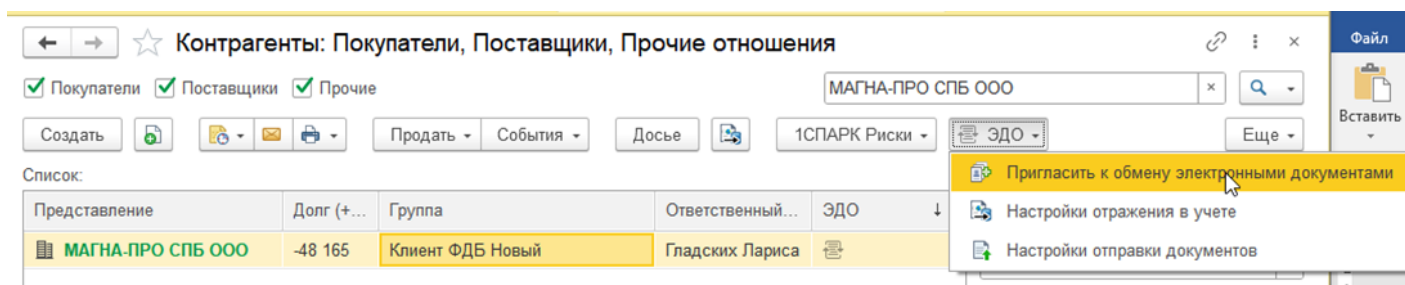 Контрагенты: Покупатели, Поставщики, Прочие отношения
Файл
Покупатели Поставщики Прочие
МАГНА-ПРО СПБ ООО
Вставить
Создать Продать События Досье 1СПАРК Риски ЭДО Еще
Список:
Пригласить к обмену электронными документами
Представление Долг (+... Группа Ответственный... ЭДО
Настройки отражения в учете
МАГНА-ПРО СПБ ООО -48 165 Клиент ФДБ Новый Гладских Лариса
Настройки отправки документов